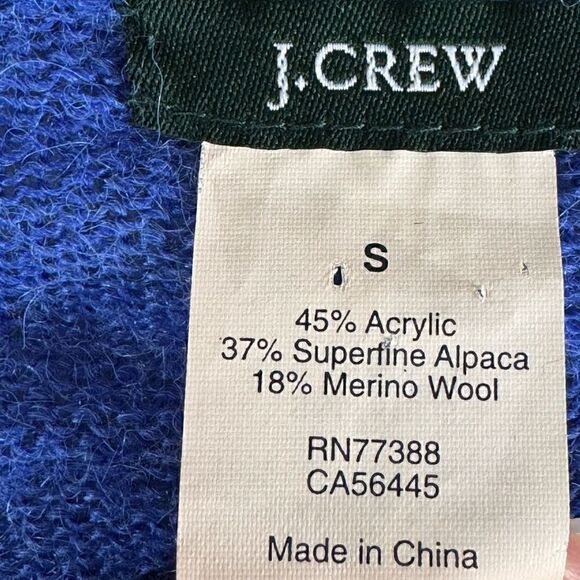 J.CREW
S
45% Acrylic
37% Superfine Alpaca
18% Merino Wool
RN77388
CA56445
Made in China